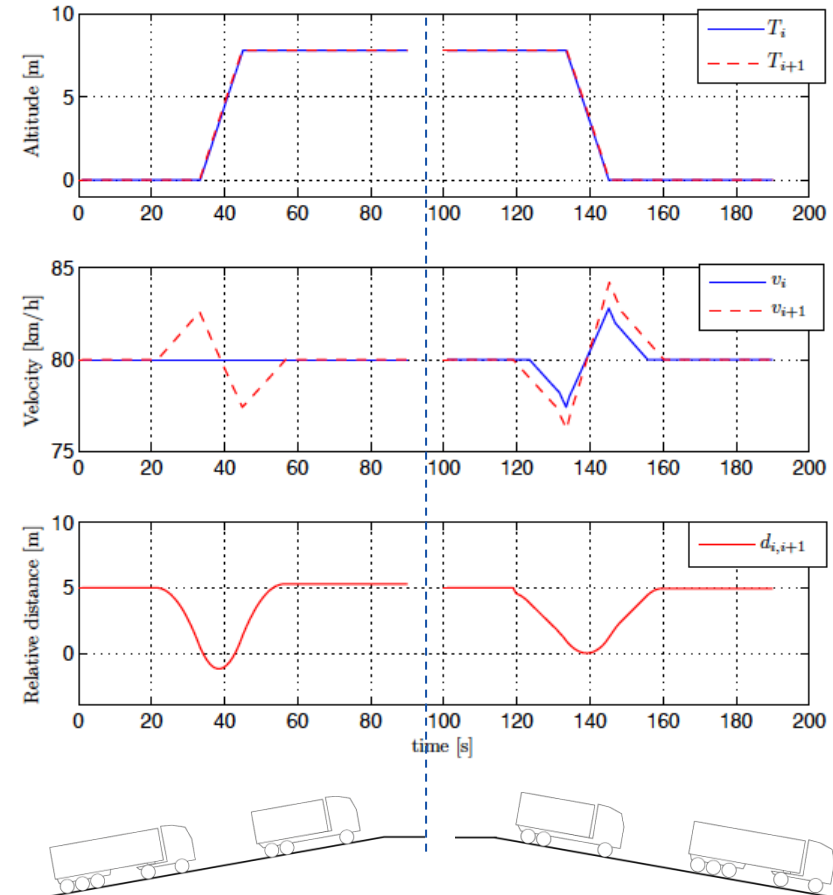 Altitude [m]
10
5
0
0 20 40 60 80 100 120 140 160 180 200
T_i
T_{i+1}
Velocity [km/h]
85
80
75
0 20 40 60 80 100 120 140 160 180 200
v_i
v_{i+1}
Relative distance [m]
10
5
0
0 20 40 60 80 100 120 140 160 180 200
d_{i,i+1}
time [s]